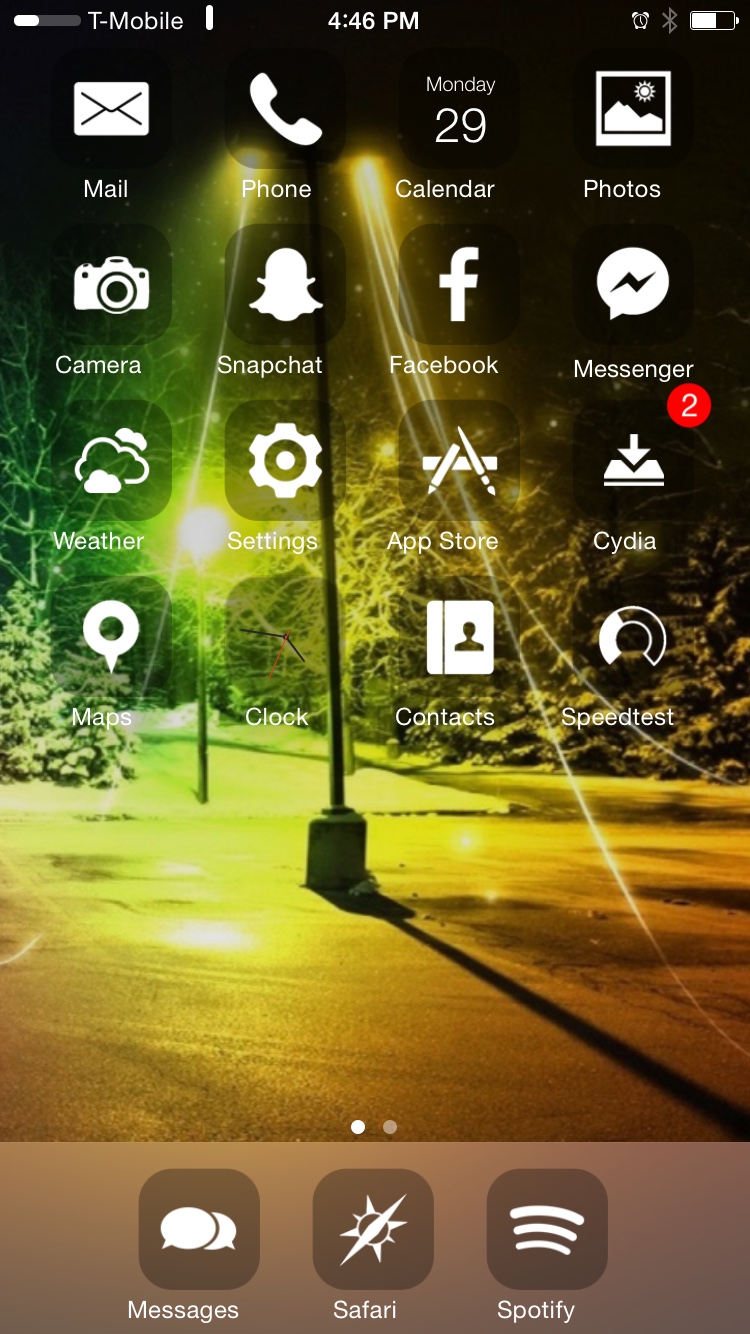 T-Mobile 4:46 PM
Monday
29
Mail Phone Calendar Photos
Camera Snapchat Facebook Messenger
2
Weather Settings App Store Cydia
Maps Clock Contacts Speedtest
Messages Safari Spotify